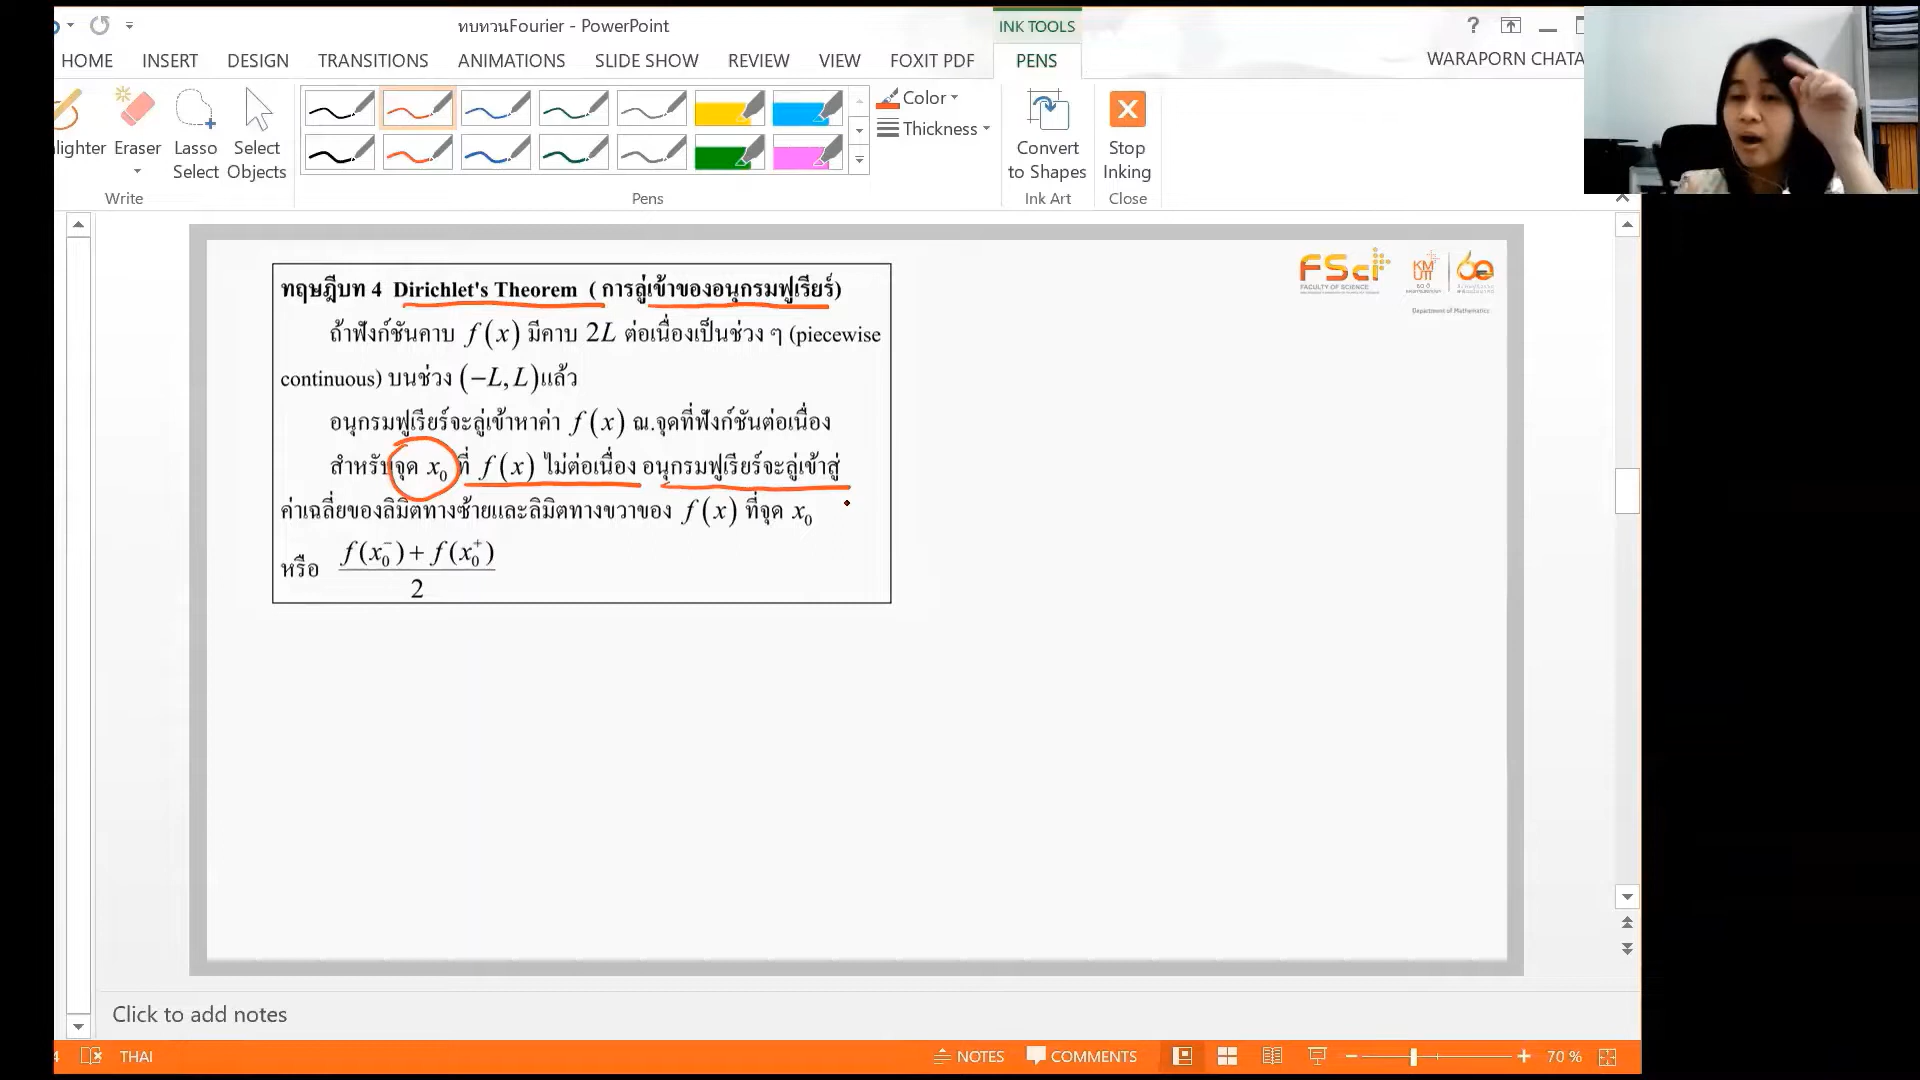 ทบทวนFourier - PowerPoint
INK TOOLS
?
HOME INSERT DESIGN TRANSITIONS ANIMATIONS SLIDE SHOW REVIEW VIEW FOXIT PDF PENS
WARAPORN CHATA
lighter Eraser Lasso Select Select Objects
Color
Thickness
Convert to Shapes
Stop Inking
Write Pens Ink Art Close
FSci
FACULTY OF SCIENCE
KMUTT
Department of Mathematics
ทฤษฎีบท 4 Dirichlet's Theorem ( การลู่เข้าของอนุกรมฟูเรียร์)
ถ้าฟังก์ชันคาบ f(x) มีคาบ 2L ต่อเนื่องเป็นช่วง ๆ (piecewise
continuous) บนช่วง (−L, L)แล้ว
อนุกรมฟูเรียร์จะลู่เข้าหาค่า f(x) ณ.จุดที่ฟังก์ชันต่อเนื่อง
สำหรับจุด x₀ ที่ f(x) ไม่ต่อเนื่อง อนุกรมฟูเรียร์จะลู่เข้าสู่
ค่าเฉลี่ยของลิมิตทางซ้ายและลิมิตทางขวาของ f(x) ที่จุด x₀
หรือ f(x₀⁻) + f(x₀⁺)
2
Click to add notes
4 THAI NOTES COMMENTS 70 %